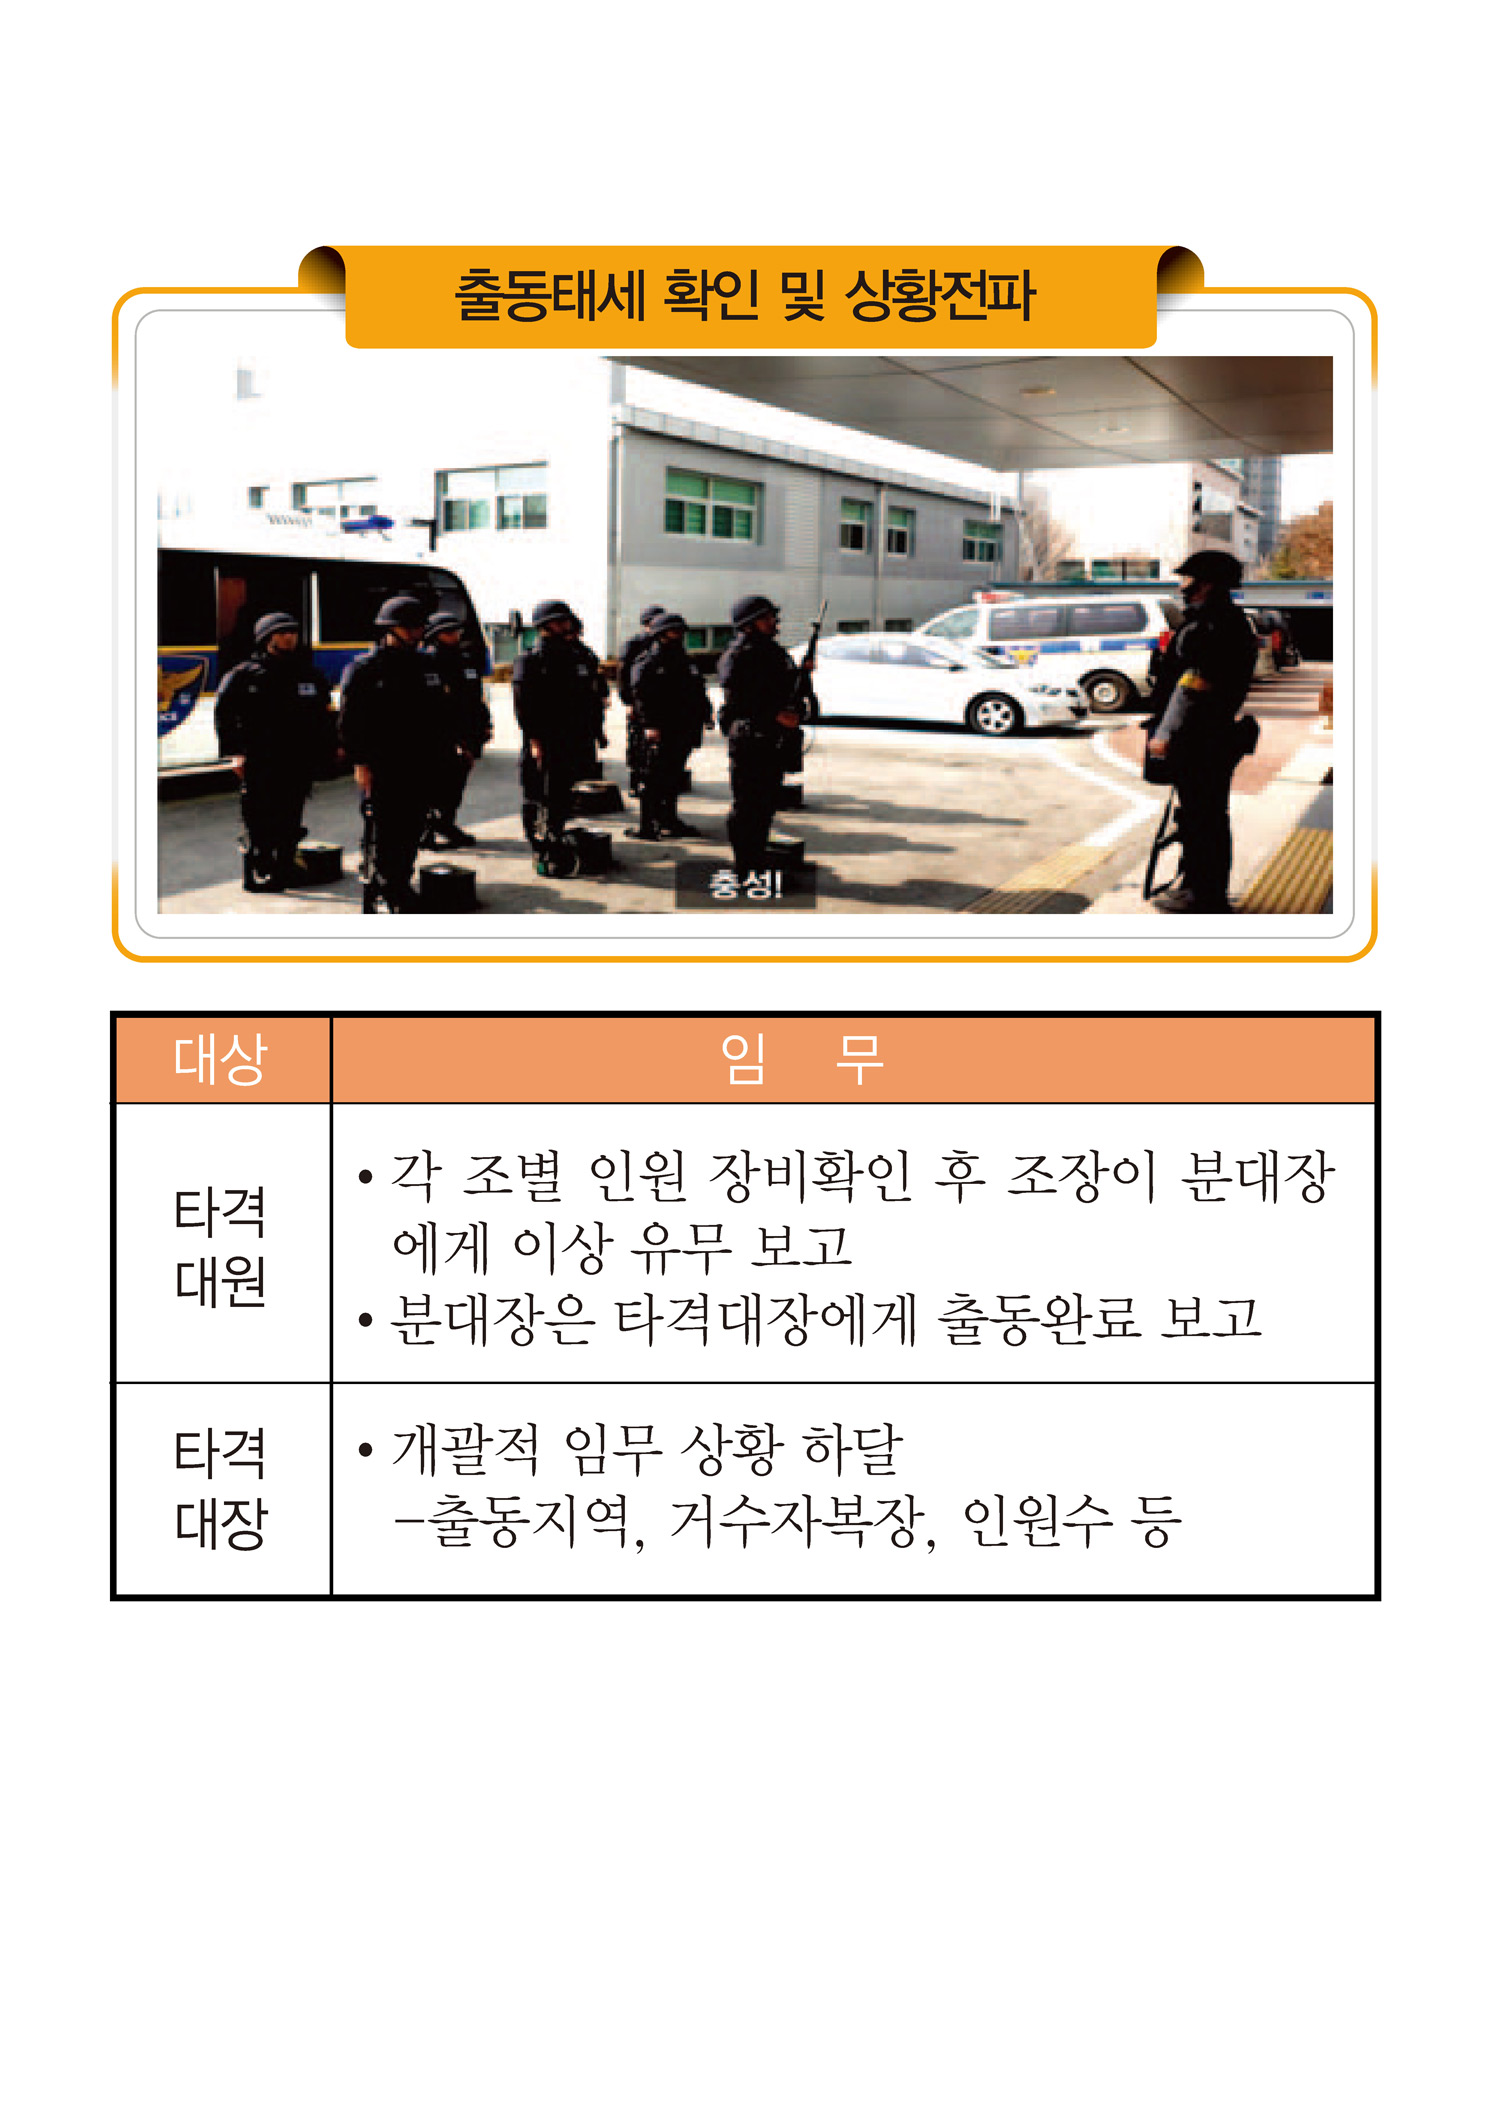 출동태세 확인 및 상황전파
충성!
대상
임 무
타격
대원
• 각 조별 인원 장비확인 후 조장이 분대장
에게 이상 유무 보고
• 분대장은 타격대장에게 출동완료 보고
타격
대장
• 개괄적 임무 상황 하달
-출동지역, 거수자복장, 인원수 등